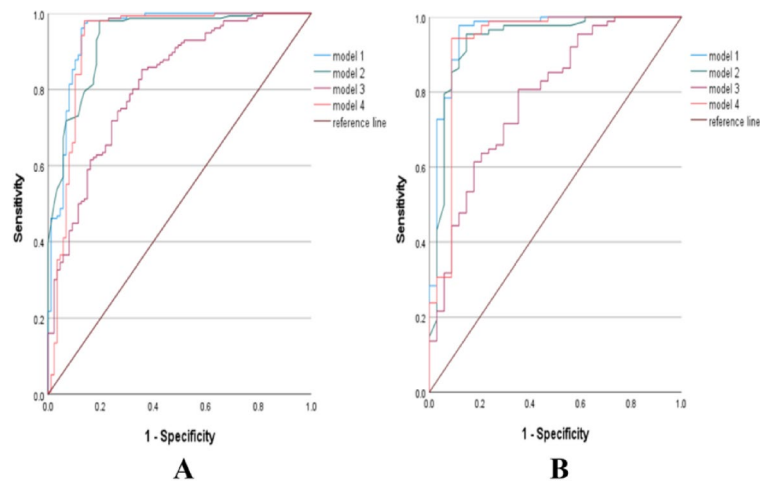 1.0
0.8
0.6
0.4
0.2
0.0
Sensitivity
0.0 0.2 0.4 0.6 0.8 1.0
1 - Specificity
model 1
model 2
model 3
model 4
reference line
A
1.0
0.8
0.6
0.4
0.2
0.0
Sensitivity
0.0 0.2 0.4 0.6 0.8 1.0
1 - Specificity
model 1
model 2
model 3
model 4
reference line
B